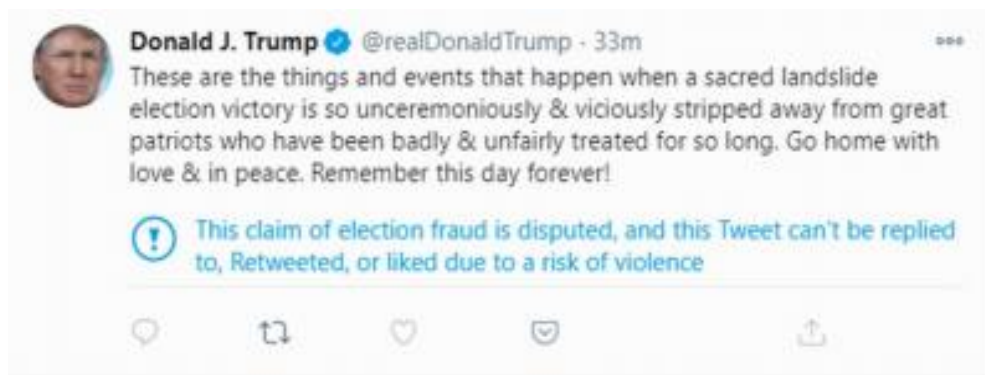 Donald J. Trump @realDonaldTrump · 33m
These are the things and events that happen when a sacred landslide
election victory is so unceremoniously & viciously stripped away from great
patriots who have been badly & unfairly treated for so long. Go home with
love & in peace. Remember this day forever!
This claim of election fraud is disputed, and this Tweet can't be replied
to, Retweeted, or liked due to a risk of violence